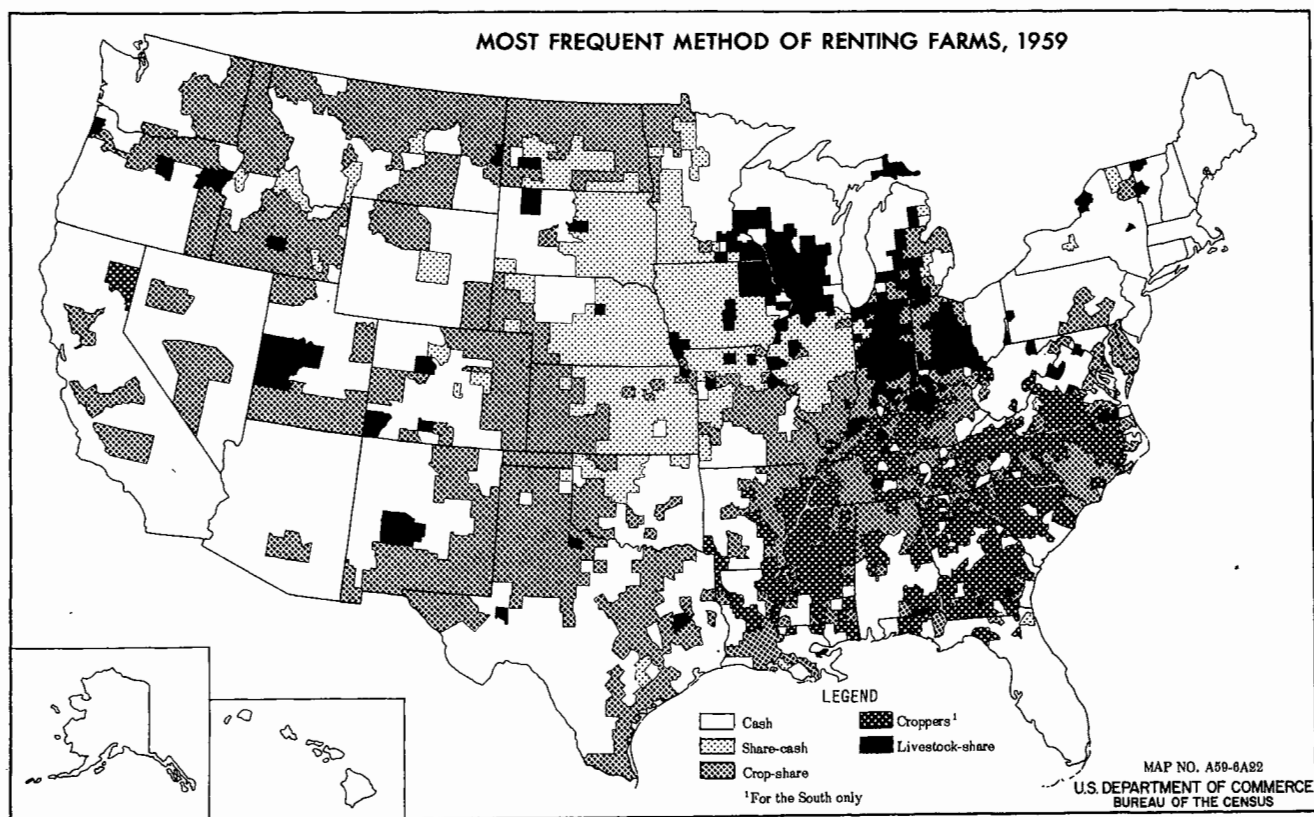 MOST FREQUENT METHOD OF RENTING FARMS, 1959
LEGEND
Cash
Share-cash
Crop-share
Croppers¹
Livestock-share
¹For the South only
MAP NO. A59-6A22
U.S. DEPARTMENT OF COMMERCE
BUREAU OF THE CENSUS